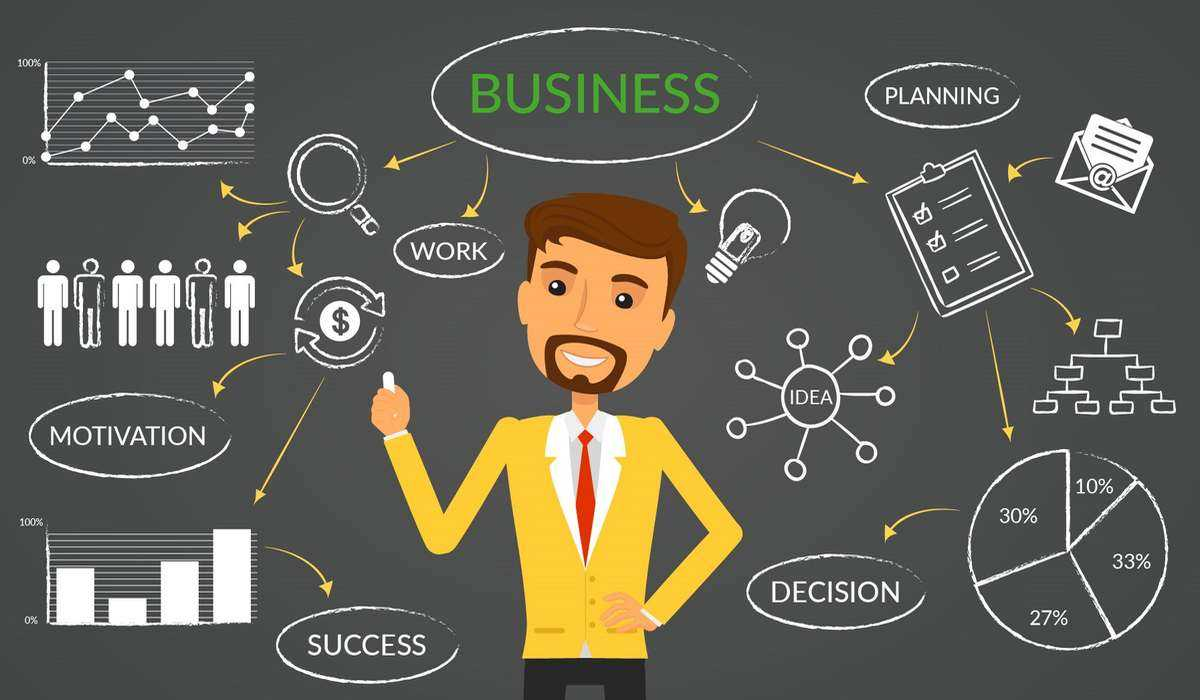 BUSINESS
PLANNING
100%
0%
@
WORK
$
MOTIVATION
IDEA
10%
30%
33%
27%
100%
0%
DECISION
SUCCESS